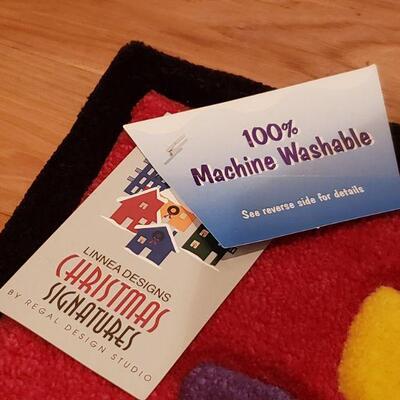 100%
Machine Washable
See reverse side for details
LINNEA DESIGNS
CHRISTMAS
SIGNATURES
BY REGAL DESIGN STUDIO